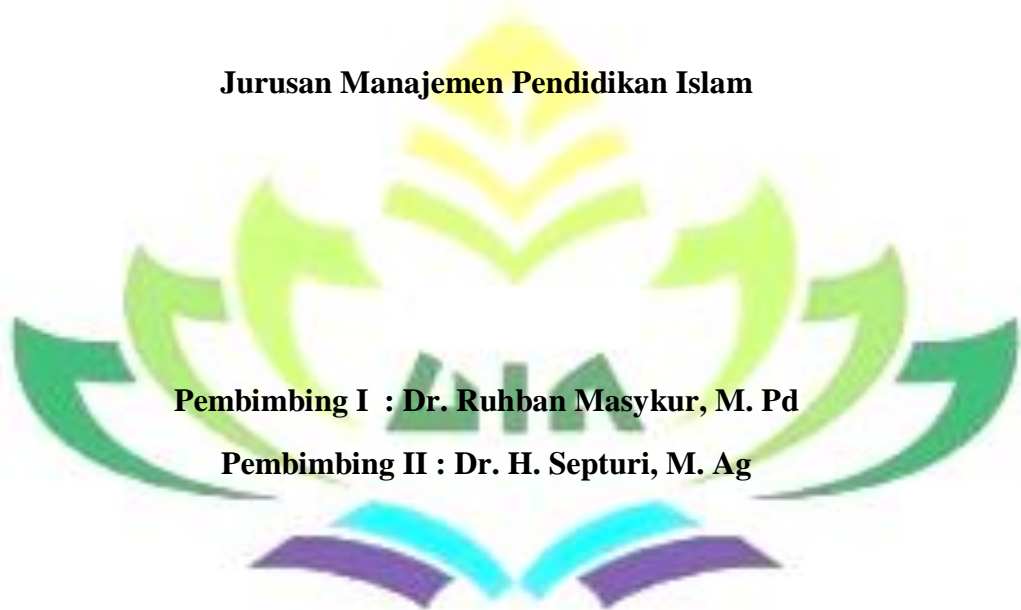 Jurusan Manajemen Pendidikan Islam
Pembimbing I : Dr. Ruhban Masykur, M. Pd
Pembimbing II : Dr. H. Septuri, M. Ag